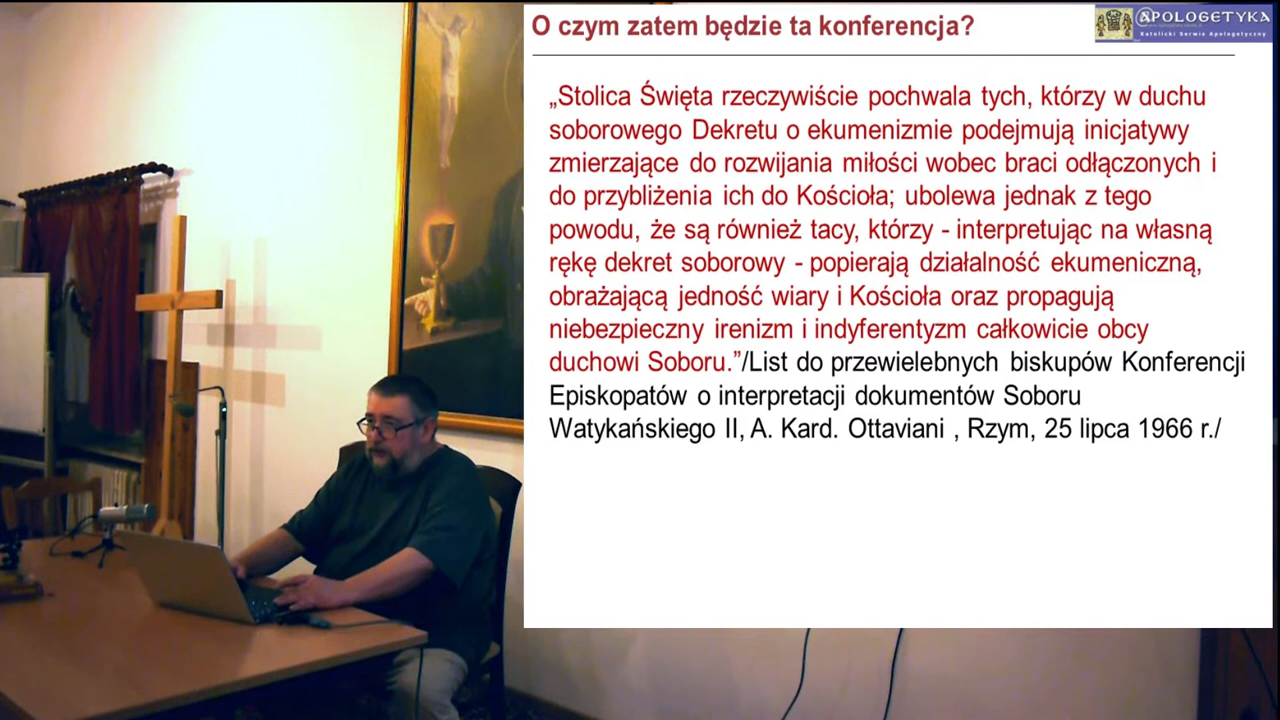 O czym zatem będzie ta konferencja?
@POLOGETYKA
Katolicki Serwis Apologetyczny
„Stolica Święta rzeczywiście pochwala tych, którzy w duchu
soborowego Dekretu o ekumenizmie podejmują inicjatywy
zmierzające do rozwijania miłości wobec braci odłączonych i
do przybliżenia ich do Kościoła; ubolewa jednak z tego
powodu, że są również tacy, którzy - interpretując na własną
rękę dekret soborowy - popierają działalność ekumeniczną,
obrażającą jedność wiary i Kościoła oraz propagują
niebezpieczny irenizm i indyferentyzm całkowicie obcy
duchowi Soboru.”/List do przewielebnych biskupów Konferencji
Episkopatów o interpretacji dokumentów Soboru
Watykańskiego II, A. Kard. Ottaviani , Rzym, 25 lipca 1966 r./